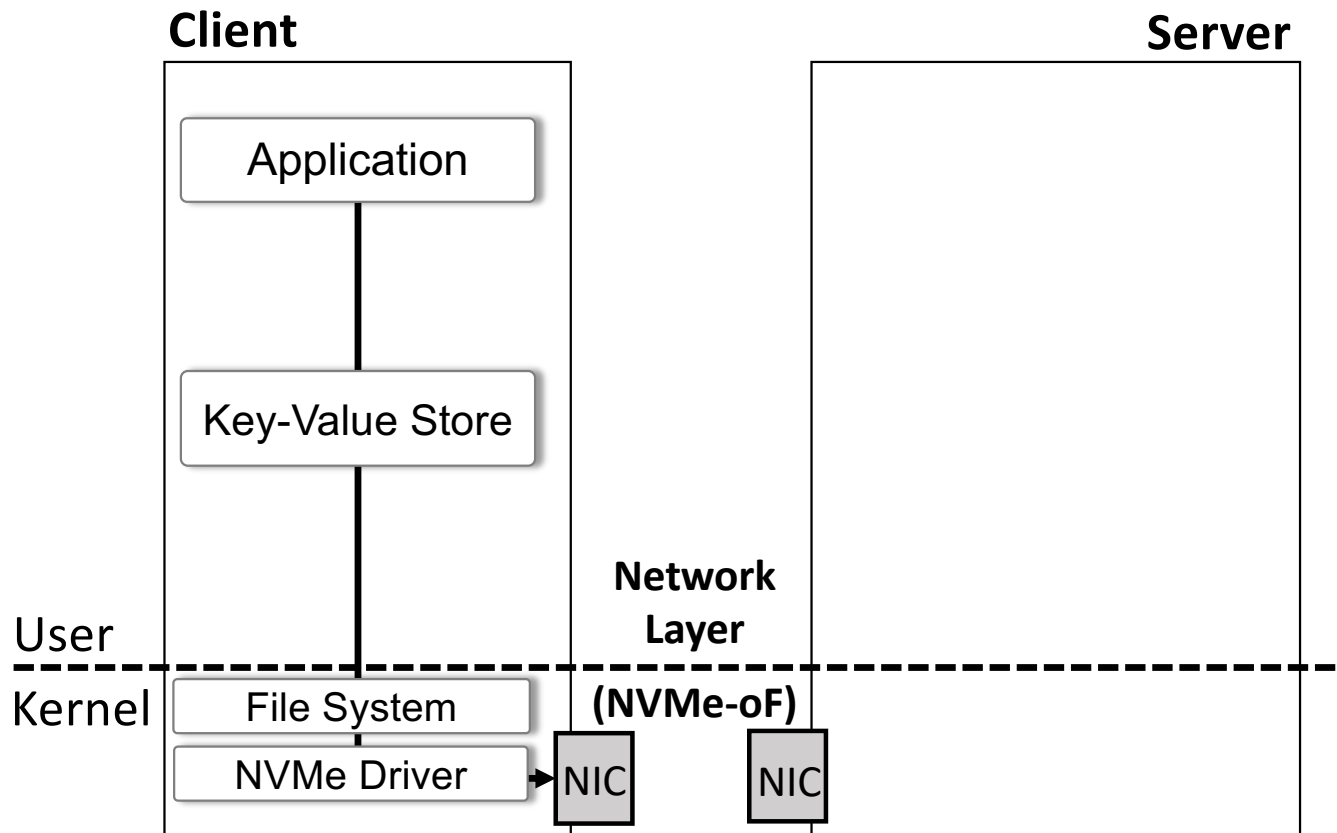 Client
Server
Application
Key-Value Store
Network
Layer
User
Kernel
File System
(NVMe-oF)
NVMe Driver
NIC
NIC